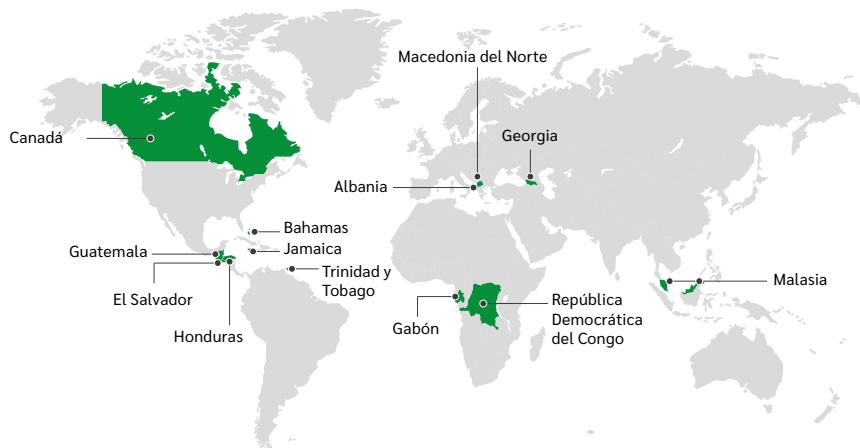 Macedonia del Norte
Canadá
Georgia
Albania
Bahamas
Guatemala
Jamaica
Trinidad y
Tobago
Malasia
El Salvador
República
Democrática
del Congo
Gabón
Honduras